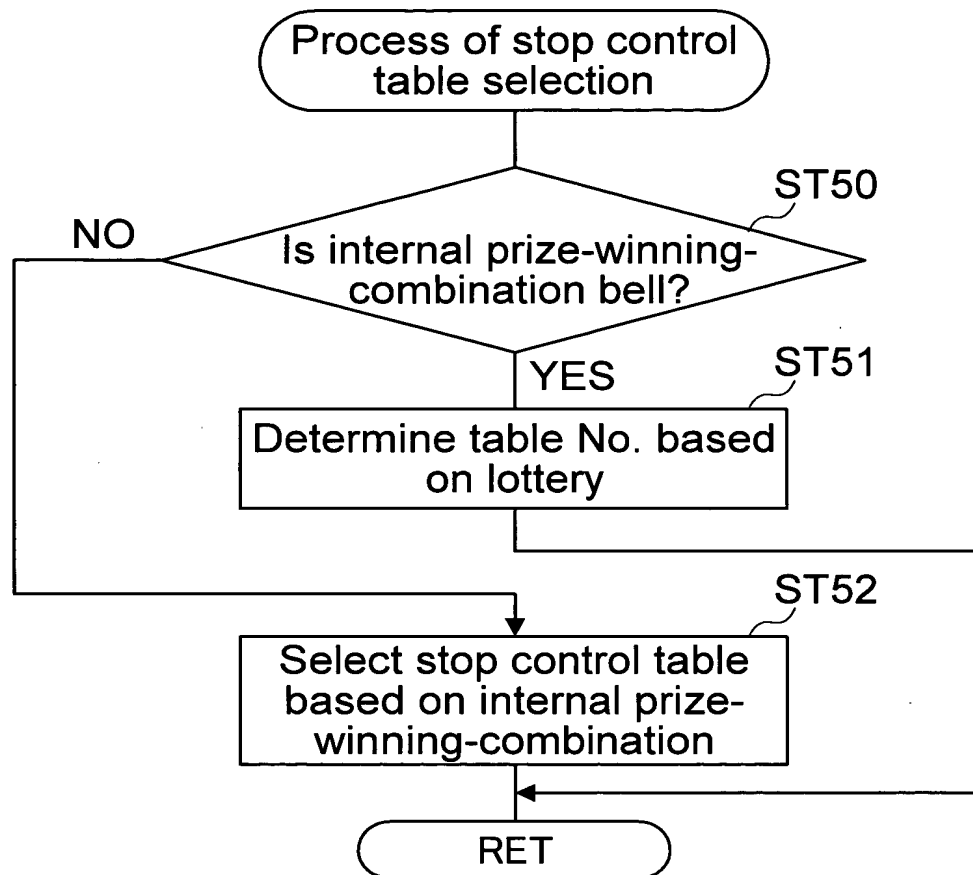 Process of stop control
table selection
ST50
NO
Is internal prize-winning-
combination bell?
YES
ST51
Determine table No. based
on lottery
ST52
Select stop control table
based on internal prize-
winning-combination
RET